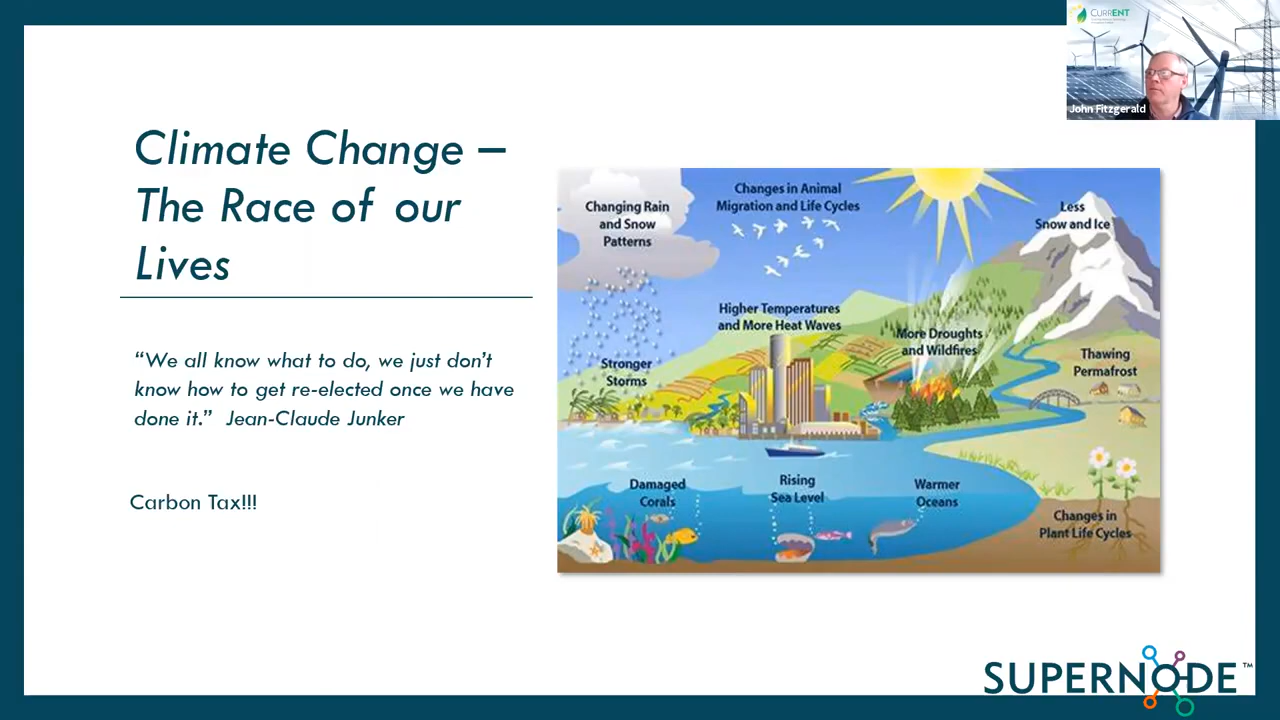 CURRENT
John Fitzgerald
Climate Change –
The Race of our
Lives
“We all know what to do, we just don’t
know how to get re-elected once we have
done it.” Jean-Claude Junker
Carbon Tax!!!
Changing Rain
and Snow
Patterns
Changes in Animal
Migration and Life Cycles
Less
Snow and Ice
Higher Temperatures
and More Heat Waves
More Droughts
and Wildfires
Stronger
Storms
Thawing
Permafrost
Damaged
Corals
Rising
Sea Level
Warmer
Oceans
Changes in
Plant Life Cycles
SUPERNODE™